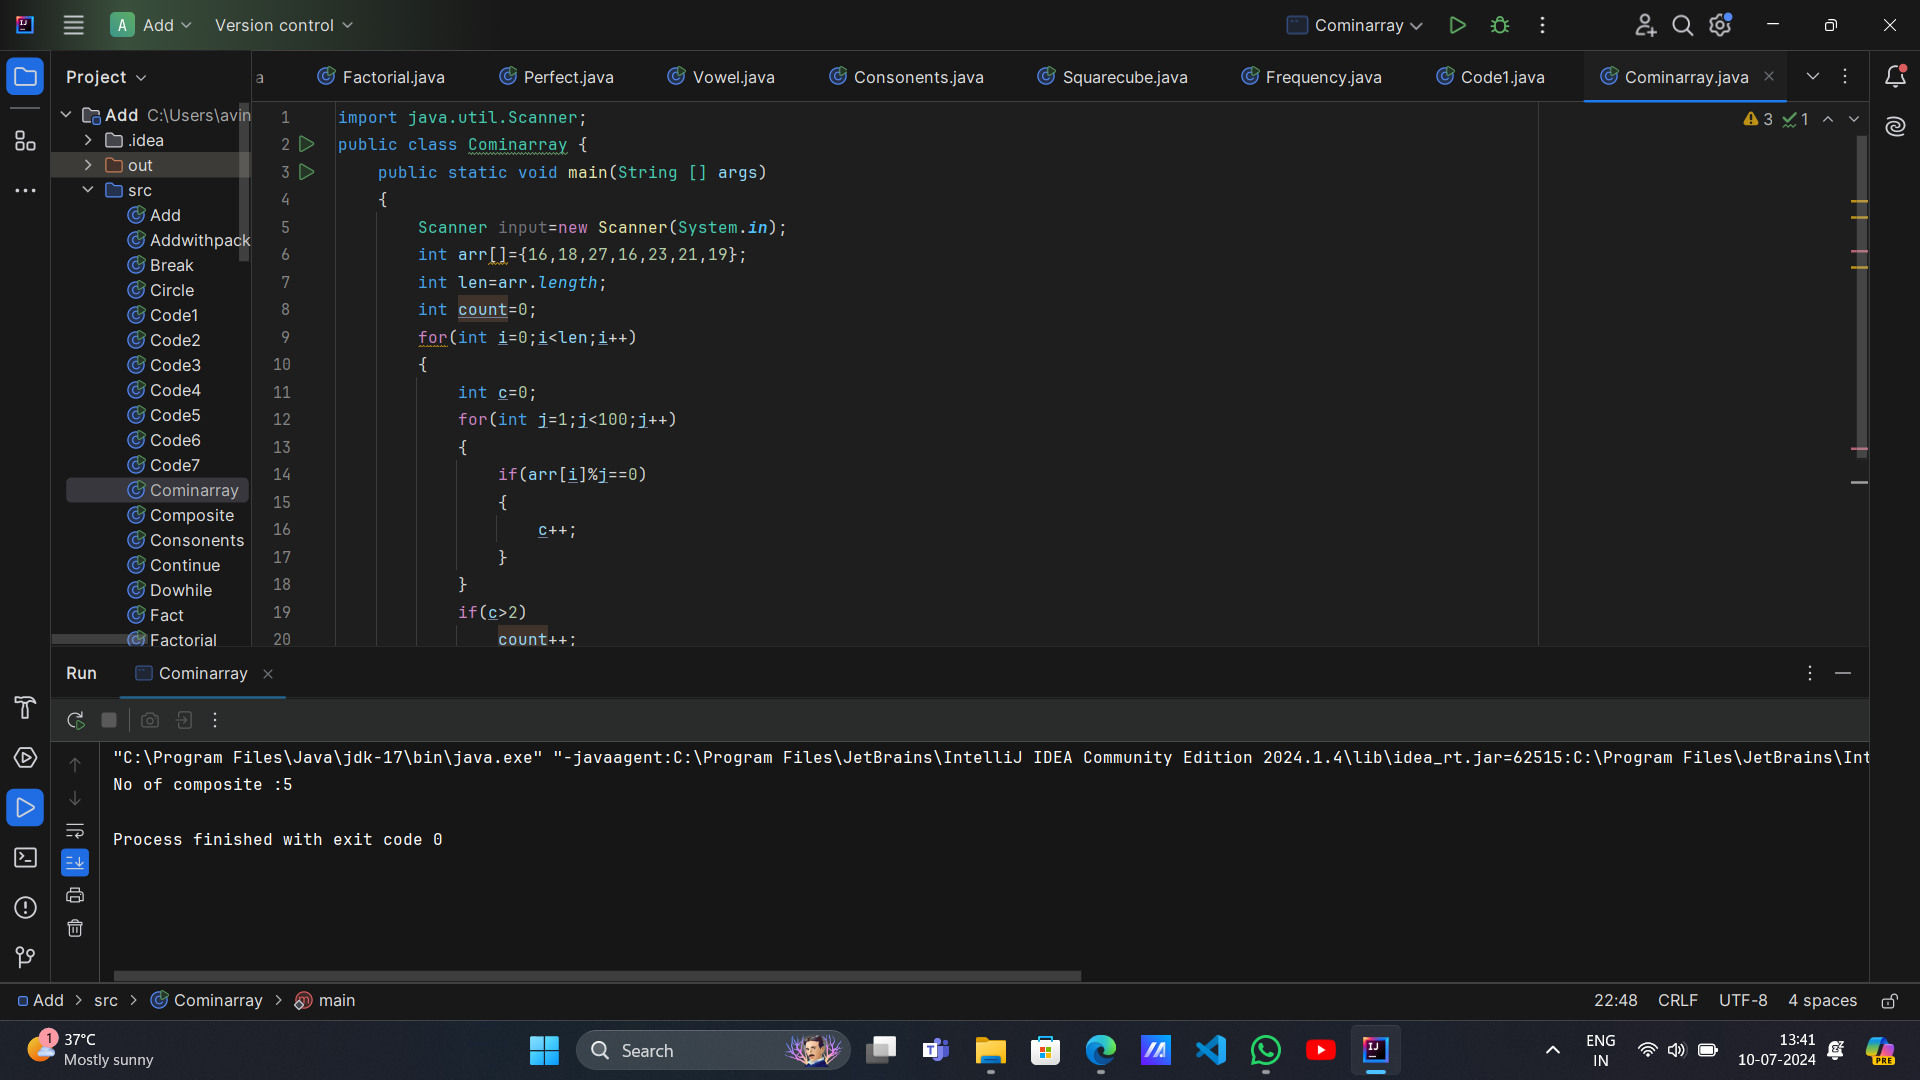 A Add Version control Cominarray
Project a Factorial.java Perfect.java Vowel.java Consonents.java Squarecube.java Frequency.java Code1.java Cominarray.java
Add C:\Users\avin
.idea
out
src
Add
Addwithpack
Break
Circle
Code1
Code2
Code3
Code4
Code5
Code6
Code7
Cominarray
Composite
Consonents
Continue
Dowhile
Fact
Factorial
3 1
1 import java.util.Scanner;
2 public class Cominarray {
3 public static void main(String [] args)
4 {
5 Scanner input=new Scanner(System.in);
6 int arr[]={16,18,27,16,23,21,19};
7 int len=arr.length;
8 int count=0;
9 for(int i=0;i<len;i++)
10 {
11 int c=0;
12 for(int j=1;j<100;j++)
13 {
14 if(arr[i]%j==0)
15 {
16 c++;
17 }
18 }
19 if(c>2)
20 count++;
Run Cominarray
"C:\Program Files\Java\jdk-17\bin\java.exe" "-javaagent:C:\Program Files\JetBrains\IntelliJ IDEA Community Edition 2024.1.4\lib\idea_rt.jar=62515:C:\Program Files\JetBrains\Int
No of composite :5
Process finished with exit code 0
Add > src > Cominarray > main 22:48 CRLF UTF-8 4 spaces
1 37°C
Mostly sunny
Search
ENG
IN
13:41
10-07-2024
PRE